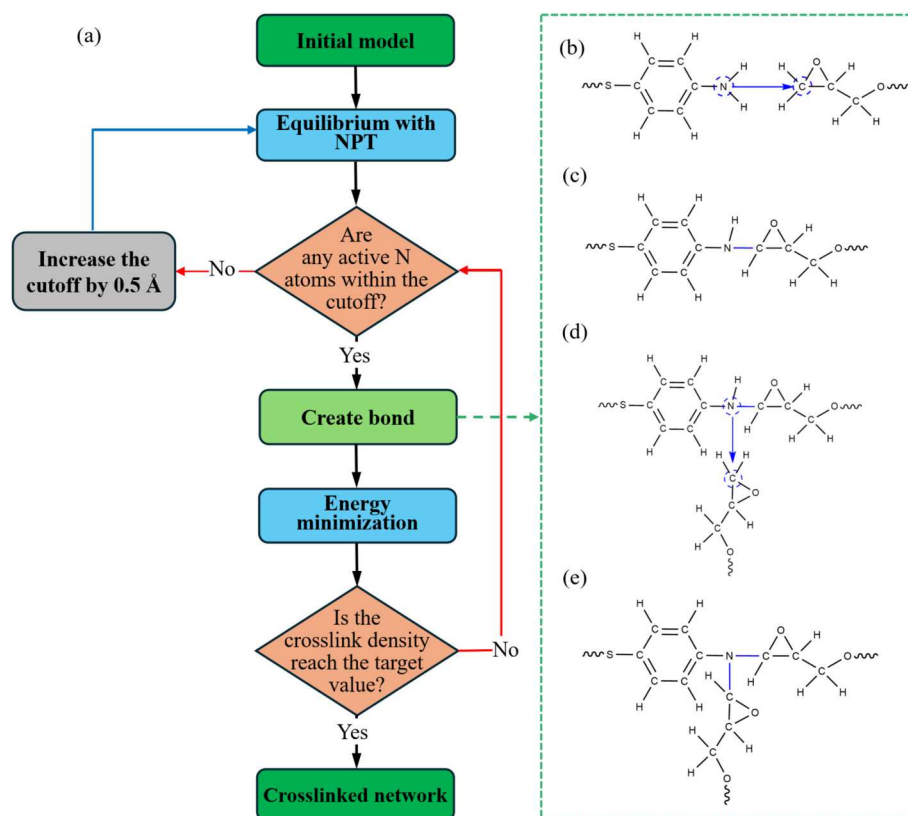 (a)
Initial model
Equilibrium with
NPT
Are
any active N
atoms within the
cutoff?
No
Increase the
cutoff by 0.5 Å
Yes
Create bond
Energy
minimization
Is the
crosslink density
reach the target
value?
No
Yes
Crosslinked network
(b)
H H H H O H
S C C C C C C N C C C O
H H H H H H
(c)
H H H O H
S C C C C C C N C C C O
H H H H H
(d)
H H H O H
S C C C C C C N C C C O
H H H H H
H H
C
O
C
H
C
H H
O
(e)
H H O H
S C C C C C C N C C C O
H H H H H
H
C
O
C
H
C
H H
O